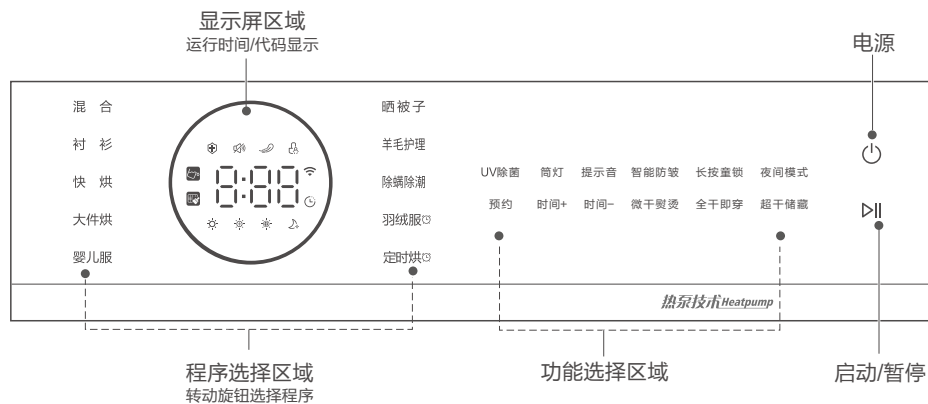 显示屏区域
运行时间/代码显示
电源
混 合
晒被子
衬 衫
羊毛护理
快 烘
除螨除潮
大件烘
羽绒服
婴儿服
定时烘
8:88
UV除菌 筒灯 提示音 智能防皱 长按童锁 夜间模式
预约 时间+ 时间- 微干熨烫 全干即穿 超干储藏
热泵技术Heatpump
程序选择区域
转动旋钮选择程序
功能选择区域
启动/暂停